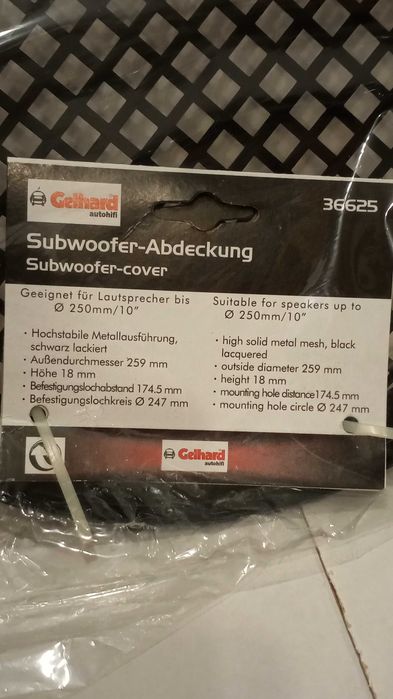 Gelhard
autohifi
36625
Subwoofer-Abdeckung
Subwoofer-cover
Geeignet für Lautsprecher bis
Ø 250mm/10"
· Hochstabile Metallausführung,
schwarz lackiert
· Außendurchmesser 259 mm
· Höhe 18 mm
· Befestigungslochabstand 174.5 mm
· Befestigungslochkreis Ø 247 mm
Suitable for speakers up to
Ø 250mm/10"
· high solid metal mesh, black
lacquered
· outside diameter 259 mm
· height 18 mm
· mounting hole distance174.5 mm
· mounting hole circle Ø 247 mm
Gelhard
autohifi